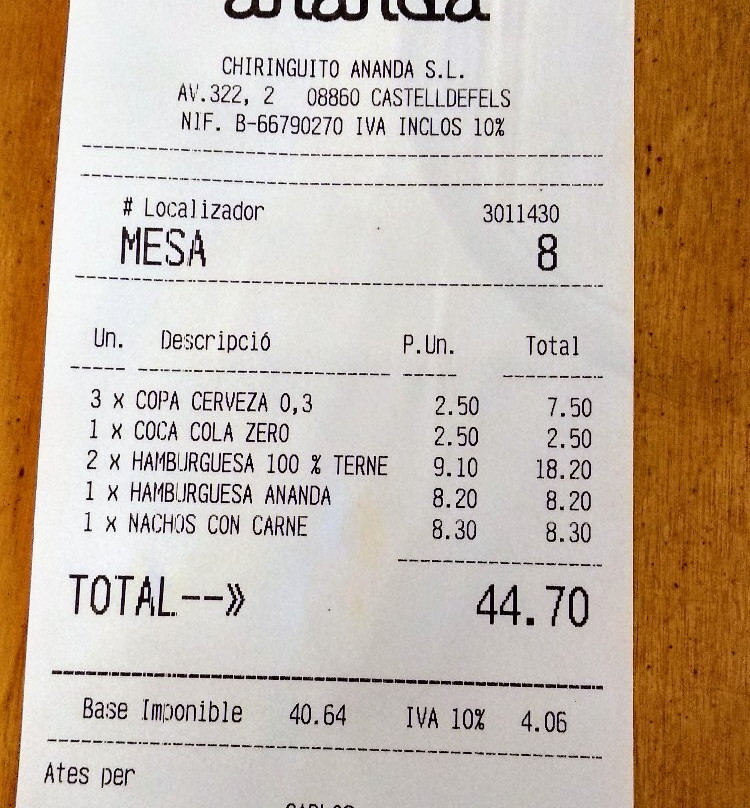 ananda
CHIRINGUITO ANANDA S.L.
AV.322, 2 08860 CASTELLDEFELS
NIF. B-66790270 IVA INCLOS 10%
# Localizador 3011430
MESA 8
Un. Descripció P.Un. Total
3 x COPA CERVEZA 0,3 2.50 7.50
1 x COCA COLA ZERO 2.50 2.50
2 x HAMBURGUESA 100 % TERNE 9.10 18.20
1 x HAMBURGUESA ANANDA 8.20 8.20
1 x NACHOS CON CARNE 8.30 8.30
TOTAL--» 44.70
Base Imponible 40.64 IVA 10% 4.06
Ates per
CARLOS